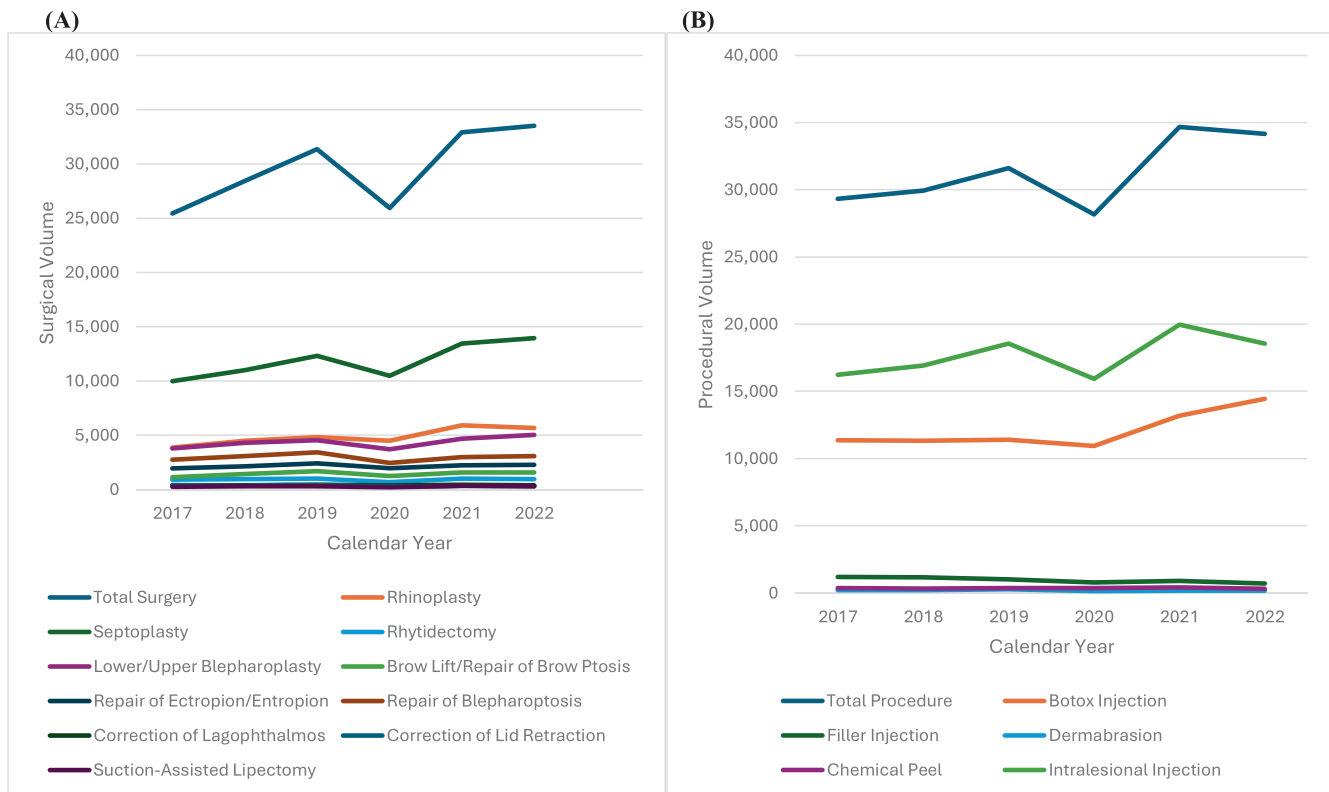 (A)
40,000
35,000
30,000
25,000
20,000
15,000
10,000
5,000
0
Surgical Volume
2017 2018 2019 2020 2021 2022
Calendar Year
Total Surgery Rhinoplasty
Septoplasty Rhytidectomy
Lower/Upper Blepharoplasty Brow Lift/Repair of Brow Ptosis
Repair of Ectropion/Entropion Repair of Blepharoptosis
Correction of Lagophthalmos Correction of Lid Retraction
Suction-Assisted Lipectomy
(B)
40,000
35,000
30,000
25,000
20,000
15,000
10,000
5,000
0
Procedural Volume
2017 2018 2019 2020 2021 2022
Calendar Year
Total Procedure Botox Injection
Filler Injection Dermabrasion
Chemical Peel Intralesional Injection